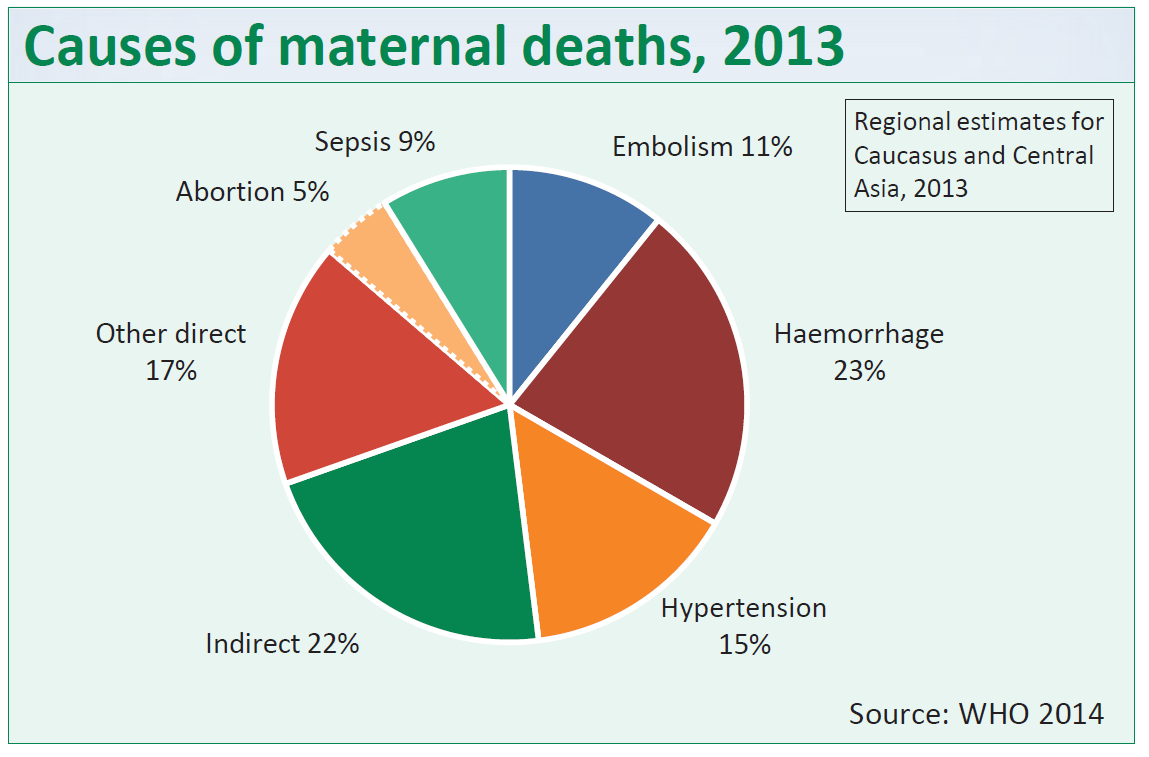 Causes of maternal deaths, 2013
Regional estimates for
Caucasus and Central
Asia, 2013
Sepsis 9%
Embolism 11%
Abortion 5%
Other direct
17%
Haemorrhage
23%
Hypertension
15%
Indirect 22%
Source: WHO 2014